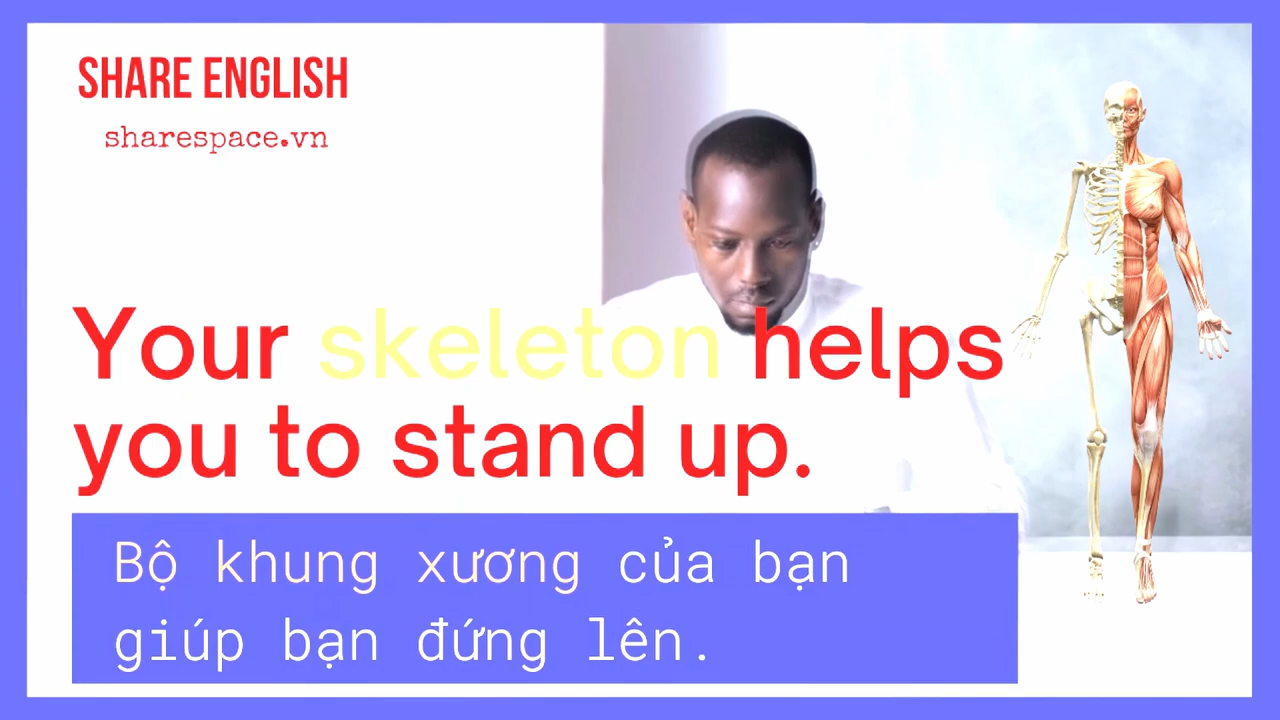 SHARE ENGLISH
sharespace.vn
Your skeleton helps
you to stand up.
Bộ khung xương của bạn
giúp bạn đứng lên.